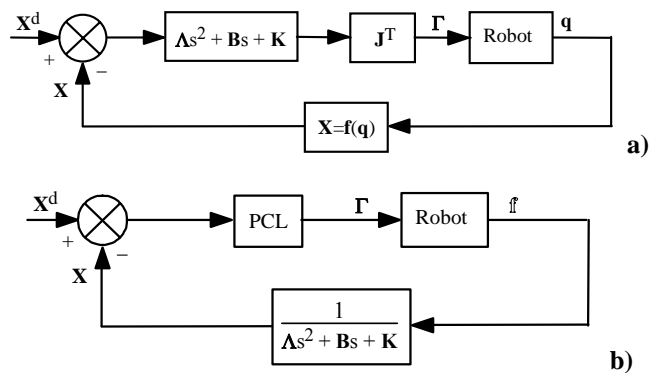 X^d
+
−
Λs² + Bs + K
J^T
Γ
Robot
q
X
X=f(q)
a)
X^d
+
−
PCL
Γ
Robot
𝕗
X
1
Λs² + Bs + K
b)